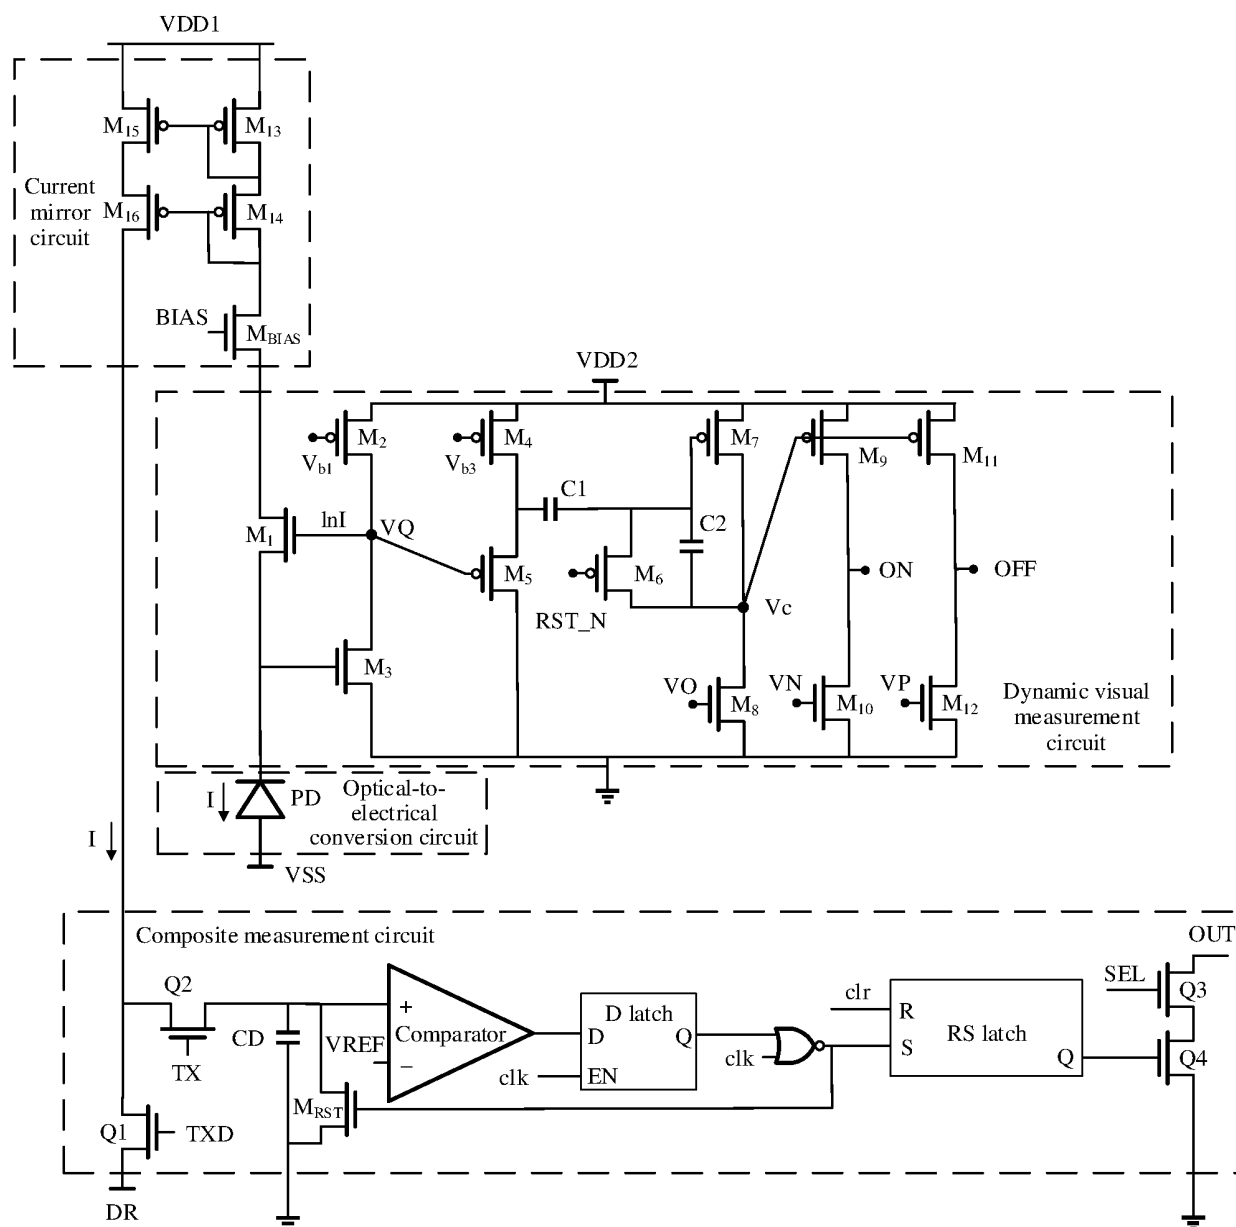 VDD1
M15
M13
Current
mirror
circuit
M16
M14
BIAS
MBIAS
VDD2
M2
Vb1
M4
Vb3
M7
M9
M11
C1
C2
lnI
VQ
M1
M5
M6
RST_N
ON
OFF
Vc
M3
VO
M8
VN
M10
VP
M12
Dynamic visual
measurement
circuit
I
PD
Optical-to-
electrical
conversion circuit
VSS
I
Composite measurement circuit
OUT
Q2
SEL
Q3
TX
CD
+
Comparator
VREF
−
D latch
D
Q
clk
EN
clk
clr
R
RS latch
S
Q
Q4
MRST
Q1
TXD
DR